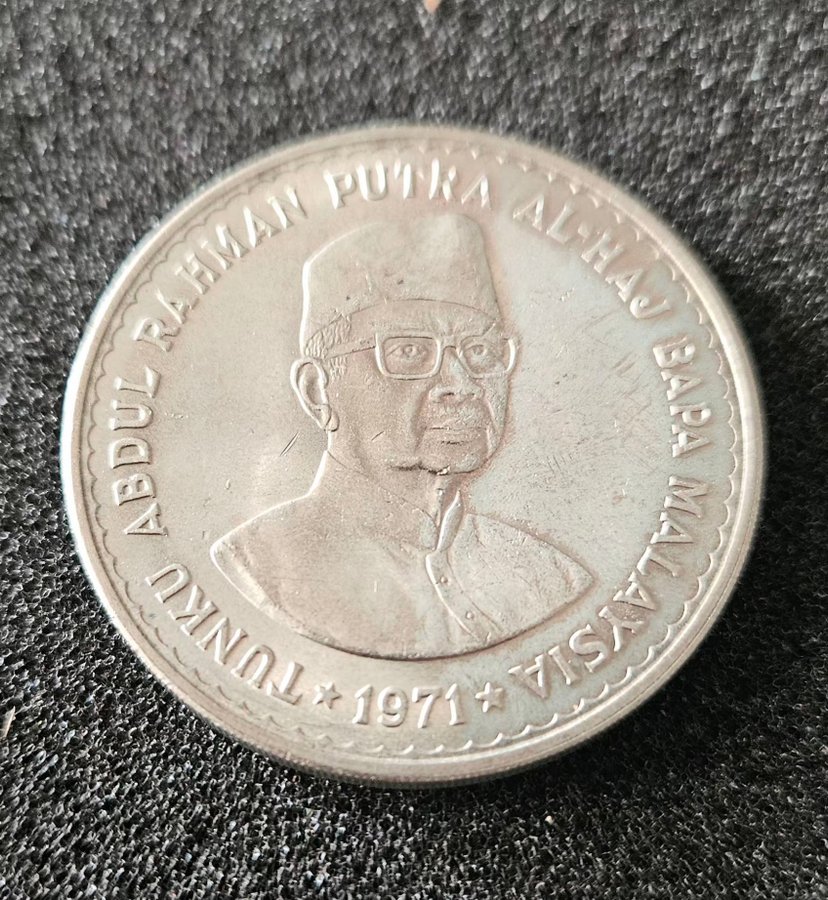 TUNKU ABDUL RAHMAN PUTRA AL-HAJ BAPA MALAYSIA
★ 1971 ★